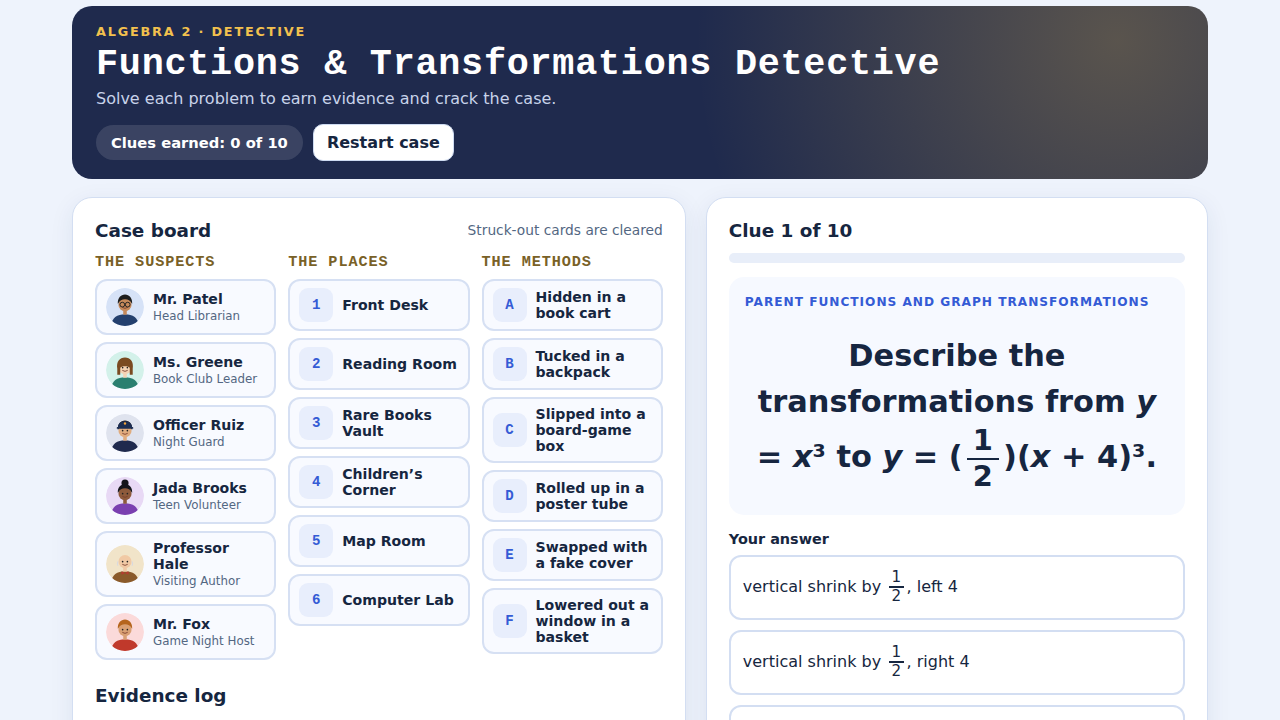 ALGEBRA 2 · DETECTIVE
Functions & Transformations Detective
Solve each problem to earn evidence and crack the case.
Clues earned: 0 of 10
Restart case
Case board
Struck-out cards are cleared
THE SUSPECTS
Mr. Patel
Head Librarian
Ms. Greene
Book Club Leader
Officer Ruiz
Night Guard
Jada Brooks
Teen Volunteer
Professor
Hale
Visiting Author
Mr. Fox
Game Night Host
THE PLACES
1 Front Desk
2 Reading Room
3 Rare Books
Vault
4 Children’s
Corner
5 Map Room
6 Computer Lab
THE METHODS
A Hidden in a
book cart
B Tucked in a
backpack
C Slipped into a
board-game
box
D Rolled up in a
poster tube
E Swapped with
a fake cover
F Lowered out a
window in a
basket
Evidence log
Clue 1 of 10
PARENT FUNCTIONS AND GRAPH TRANSFORMATIONS
Describe the
transformations from y
= x³ to y = (1/2)(x + 4)³.
Your answer
vertical shrink by 1/2, left 4
vertical shrink by 1/2, right 4